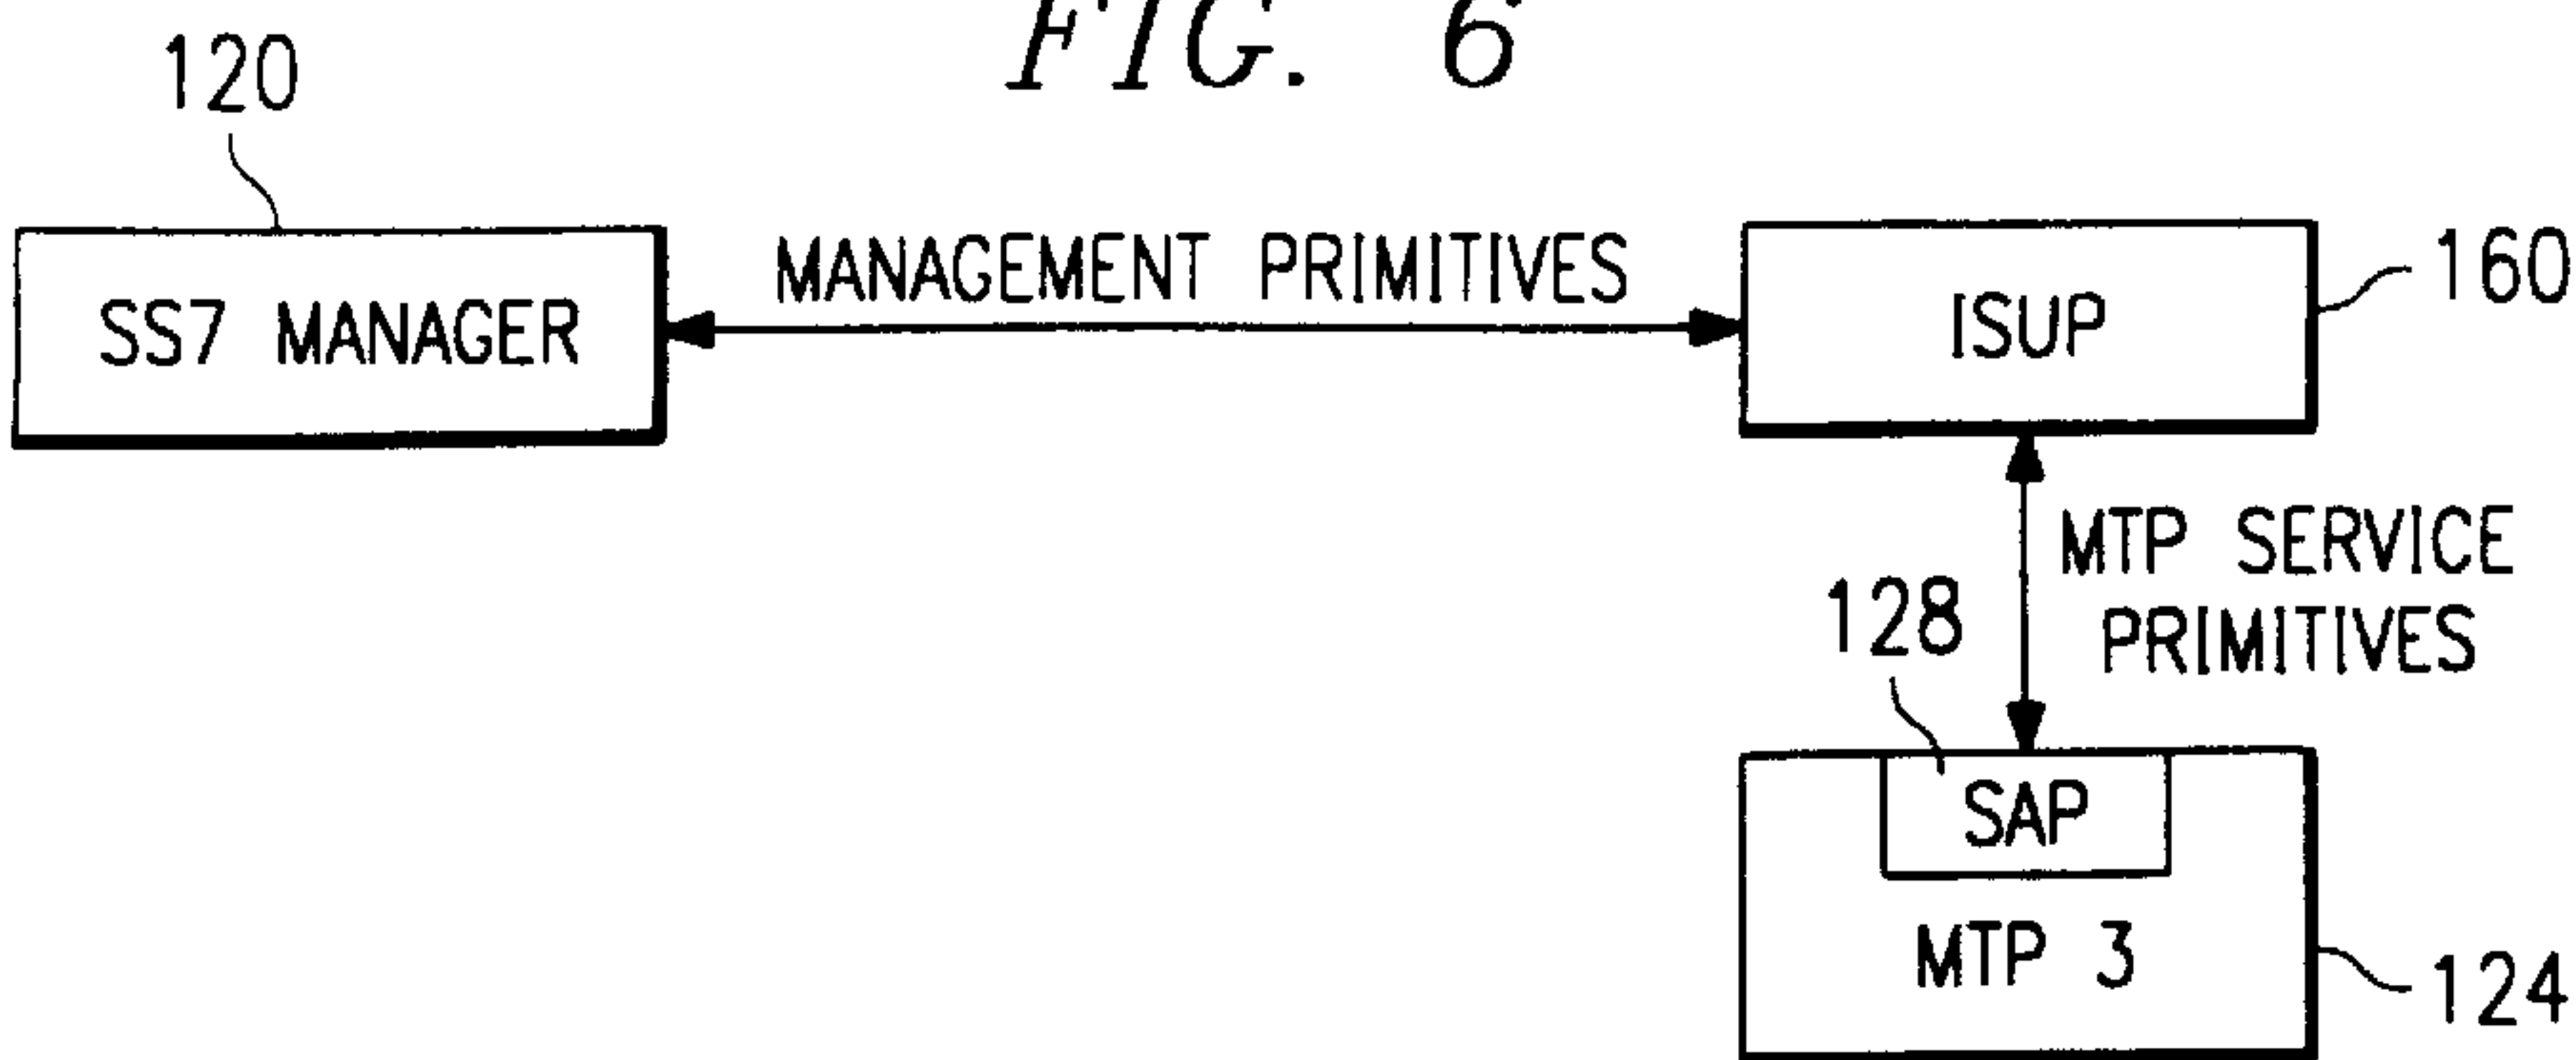 FIG. 6
120
MANAGEMENT PRIMITIVES
160
SS7 MANAGER
ISUP
MTP SERVICE
PRIMITIVES
128
SAP
MTP 3
124